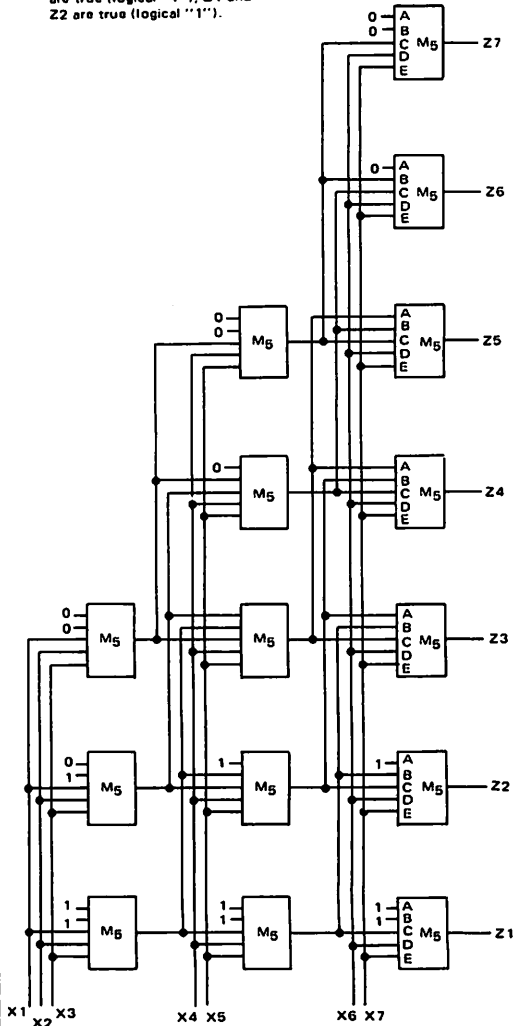 are true (logical and
Z2 are true (logical "1").
0 A
0 B
C M5 Z7
D
E
0 A
B
C M5 Z6
D
E
0
0
M5
A
B
C M5 Z5
D
E
0
M5
A
B
C M5 Z4
D
E
0
0
M5
M5
A
B
C M5 Z3
D
E
0
1
M5
1
M5
1 A
B
C M5 Z2
D
E
1
1
M5
1
1
M5
1 A
1 B
C M5 Z1
D
E
X1 X2 X3 X4 X5 X6 X7